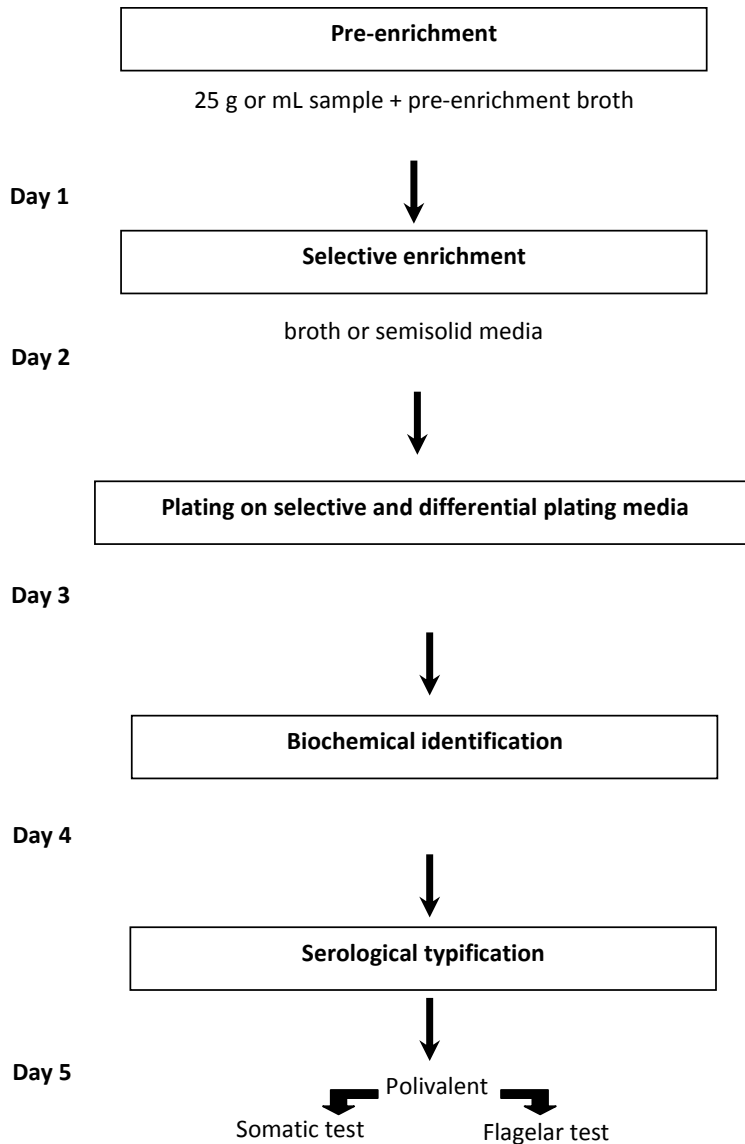 Pre-enrichment
25 g or mL sample + pre-enrichment broth
Day 1
Selective enrichment
broth or semisolid media
Day 2
Plating on selective and differential plating media
Day 3
Biochemical identification
Day 4
Serological typification
Day 5
Polivalent
Somatic test
Flagelar test